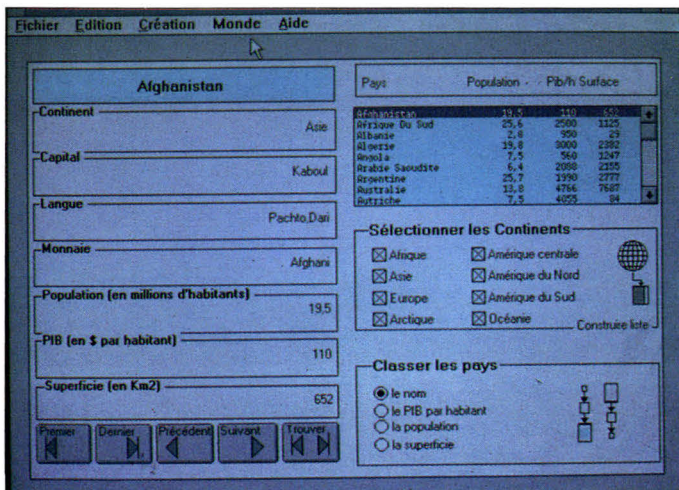 Fichier Edition Création Monde Aide
Afghanistan
Continent
Asie
Capital
Kaboul
Langue
Pachto,Dari
Monnaie
Afghani
Population (en millions d'habitants)
19,5
PIB (en $ par habitant)
110
Superficie (en Km2)
652
Premier Dernier Précédent Suivant Trouver
Pays Population Pib/h Surface
Afghanistan 19,5 110 652
Afrique Du Sud 25,6 2500 1125
Albanie 2,8 950 29
Algerie 19,8 3000 2382
Angola 7,5 560 1247
Arabie Saoudite 6,4 2088 2155
Argentine 25,7 1990 2777
Australie 13,8 4766 7687
Autriche 7,5 4055 84
Sélectionner les Continents
Afrique Amérique centrale
Asie Amérique du Nord
Europe Amérique du Sud
Arctique Océanie
Construire liste
Classer les pays
le nom
le PIB par habitant
la population
la superficie